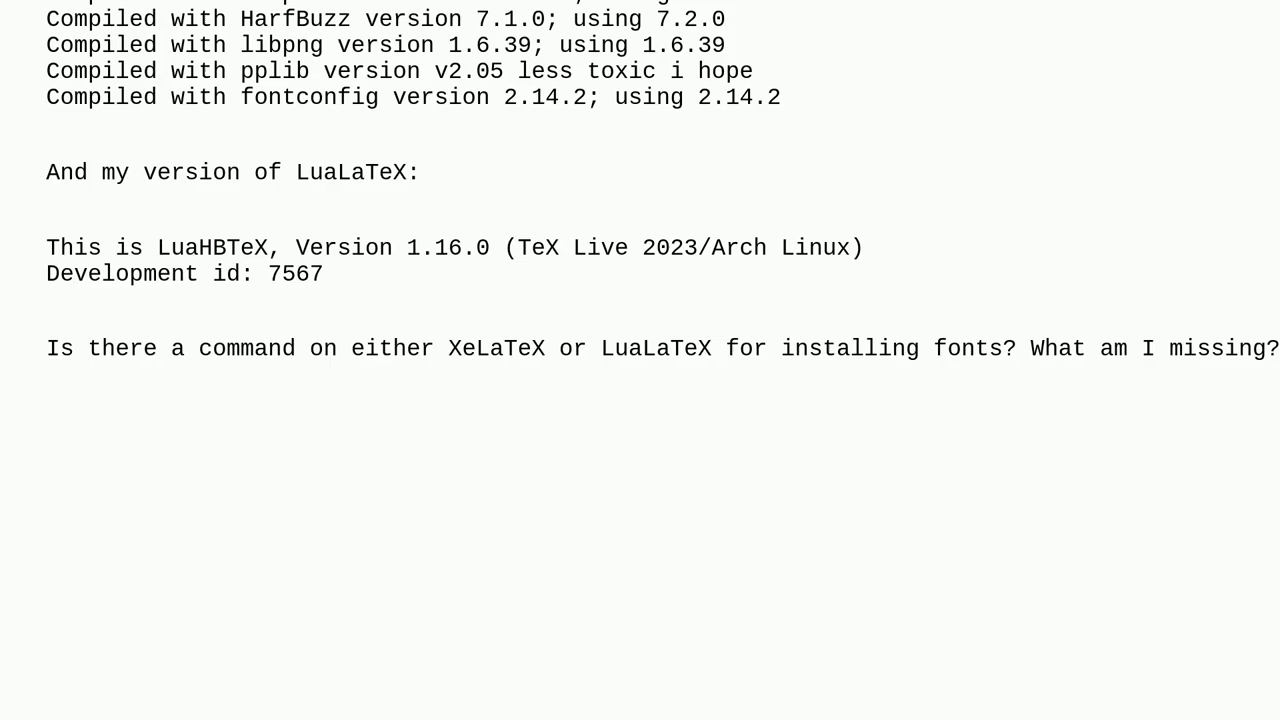 Compiled with HarfBuzz version 7.1.0; using 7.2.0
Compiled with libpng version 1.6.39; using 1.6.39
Compiled with pplib version v2.05 less toxic i hope
Compiled with fontconfig version 2.14.2; using 2.14.2
And my version of LuaLaTeX:
This is LuaHBTeX, Version 1.16.0 (TeX Live 2023/Arch Linux)
Development id: 7567
Is there a command on either XeLaTeX or LuaLaTeX for installing fonts? What am I missing?